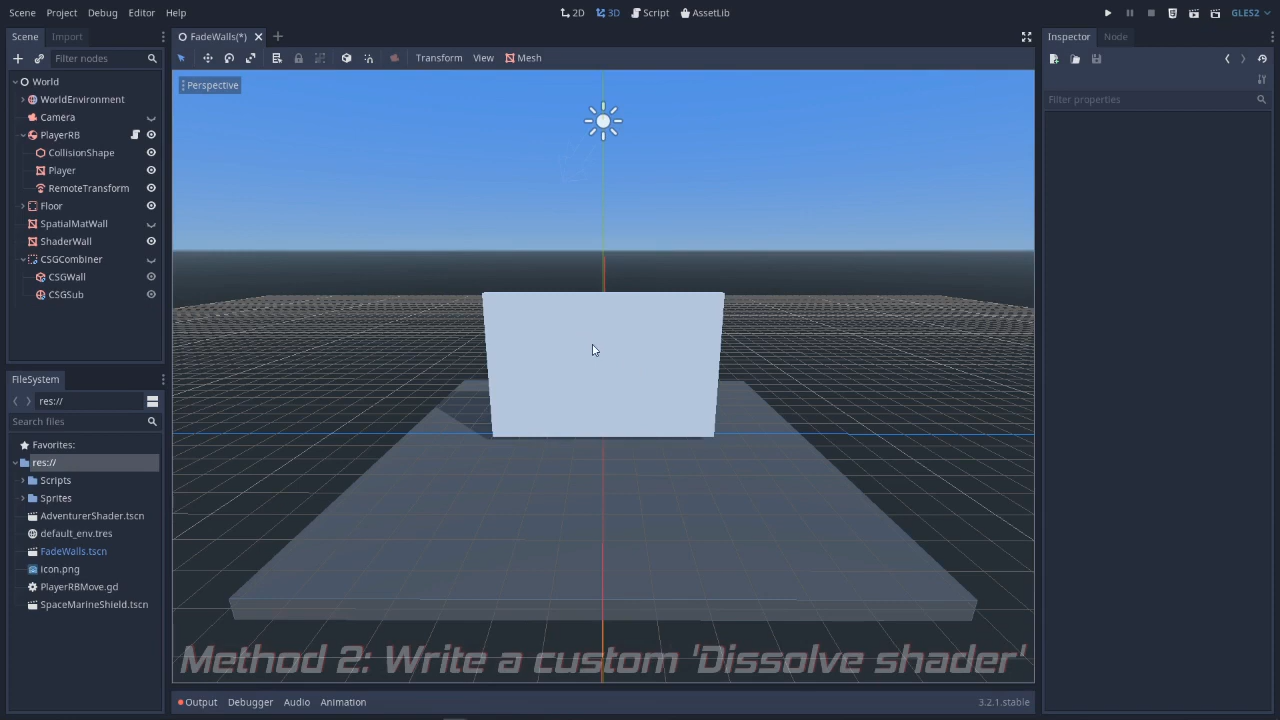 Scene Project Debug Editor Help
2D 3D Script AssetLib
GLES2
Scene Import
FadeWalls(*)
Inspector Node
Filter nodes
Transform View Mesh
World
Perspective
WorldEnvironment
Filter properties
Camera
PlayerRB
CollisionShape
Player
RemoteTransform
Floor
SpatialMatWall
ShaderWall
CSGCombiner
CSGWall
CSGSub
FileSystem
res://
Search files
Favorites:
res://
Scripts
Sprites
AdventurerShader.tscn
default_env.tres
FadeWalls.tscn
icon.png
PlayerRBMove.gd
SpaceMarineShield.tscn
Method 2: Write a custom 'Dissolve shader'
Output Debugger Audio Animation
3.2.1.stable